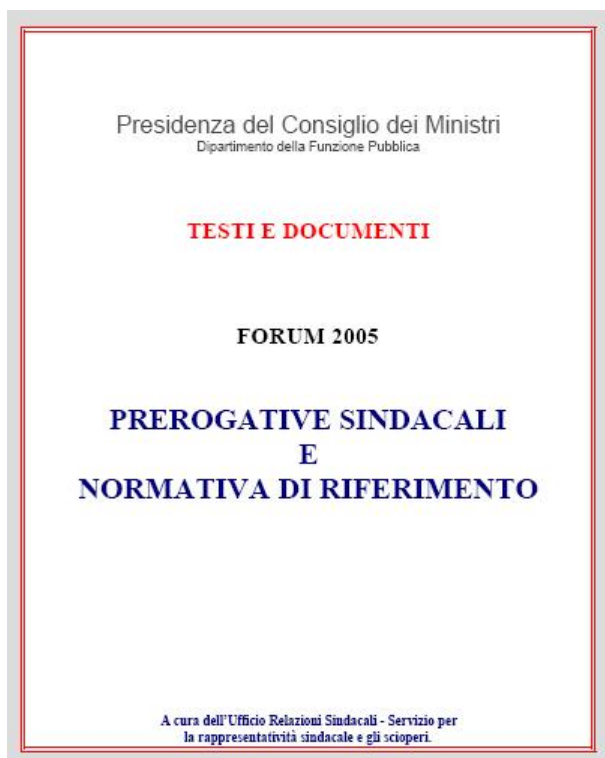 Presidenza del Consiglio dei Ministri
Dipartimento della Funzione Pubblica
TESTI E DOCUMENTI
FORUM 2005
PREROGATIVE SINDACALI
E
NORMATIVA DI RIFERIMENTO
A cura dell'Ufficio Relazioni Sindacali - Servizio per
la rappresentatività sindacale e gli scioperi.